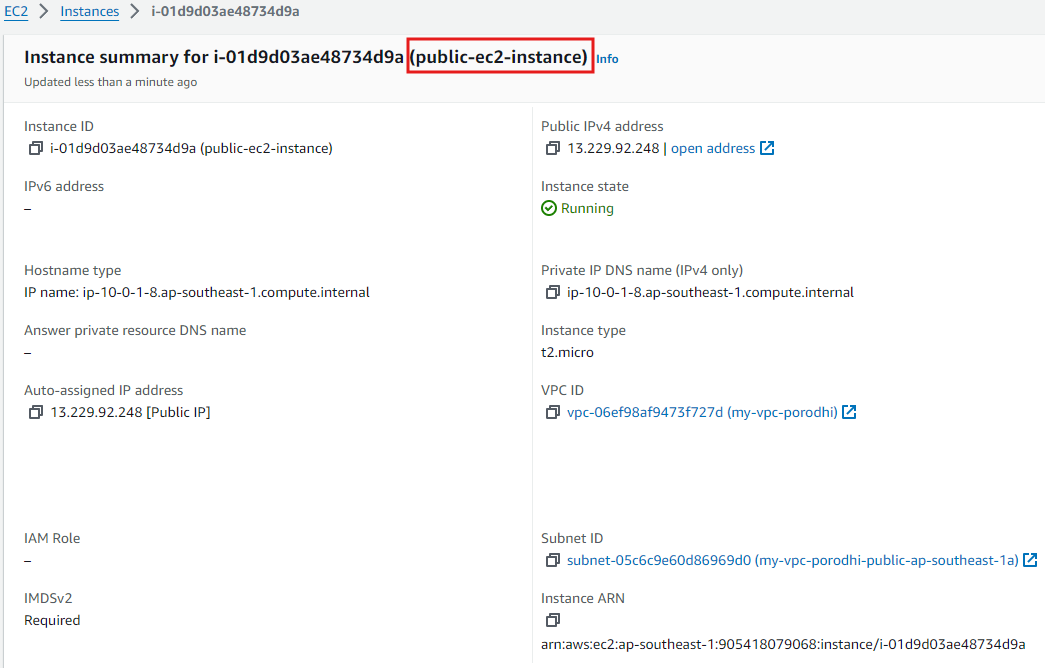 EC2 > Instances > i-01d9d03ae48734d9a
Instance summary for i-01d9d03ae48734d9a (public-ec2-instance) Info
Updated less than a minute ago
Instance ID
i-01d9d03ae48734d9a (public-ec2-instance)
Public IPv4 address
13.229.92.248 | open address
IPv6 address
–
Instance state
Running
Hostname type
IP name: ip-10-0-1-8.ap-southeast-1.compute.internal
Private IP DNS name (IPv4 only)
ip-10-0-1-8.ap-southeast-1.compute.internal
Answer private resource DNS name
–
Instance type
t2.micro
Auto-assigned IP address
13.229.92.248 [Public IP]
VPC ID
vpc-06ef98af9473f727d (my-vpc-porodhi)
IAM Role
–
Subnet ID
subnet-05c6c9e60d86969d0 (my-vpc-porodhi-public-ap-southeast-1a)
IMDSv2
Required
Instance ARN
arn:aws:ec2:ap-southeast-1:905418079068:instance/i-01d9d03ae48734d9a